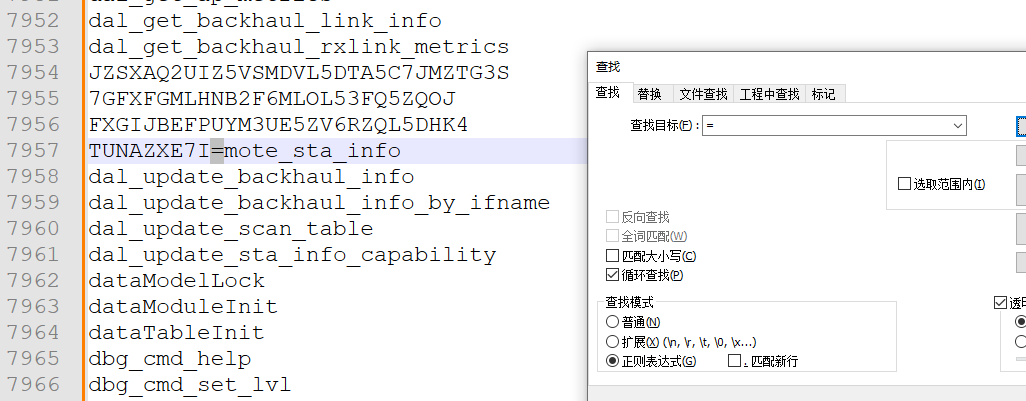 dal_get_ap_metrics
7952 dal_get_backhaul_link_info
7953 dal_get_backhaul_rxlink_metrics
7954 JZSXAQ2UIZ5VSMDVL5DTA5C7JMZTG3S
7955 7GFXFGMLHNB2F6MLOL53FQ5ZQOJ
7956 FXGIJBEFPUYM3UE5ZV6RZQL5DHK4
7957 TUNAZXE7I=mote_sta_info
7958 dal_update_backhaul_info
7959 dal_update_backhaul_info_by_ifname
7960 dal_update_scan_table
7961 dal_update_sta_info_capability
7962 dataModelLock
7963 dataModuleInit
7964 dataTableInit
7965 dbg_cmd_help
7966 dbg_cmd_set_lvl
查找
查找 替换 文件查找 工程中查找 标记
查找目标(F): =
选取范围内(I)
反向查找
全词匹配(W)
匹配大小写(C)
循环查找(P)
查找模式
普通(N)
扩展(X) (\n, \r, \t, \0, \x...)
正则表达式(G) . 匹配新行